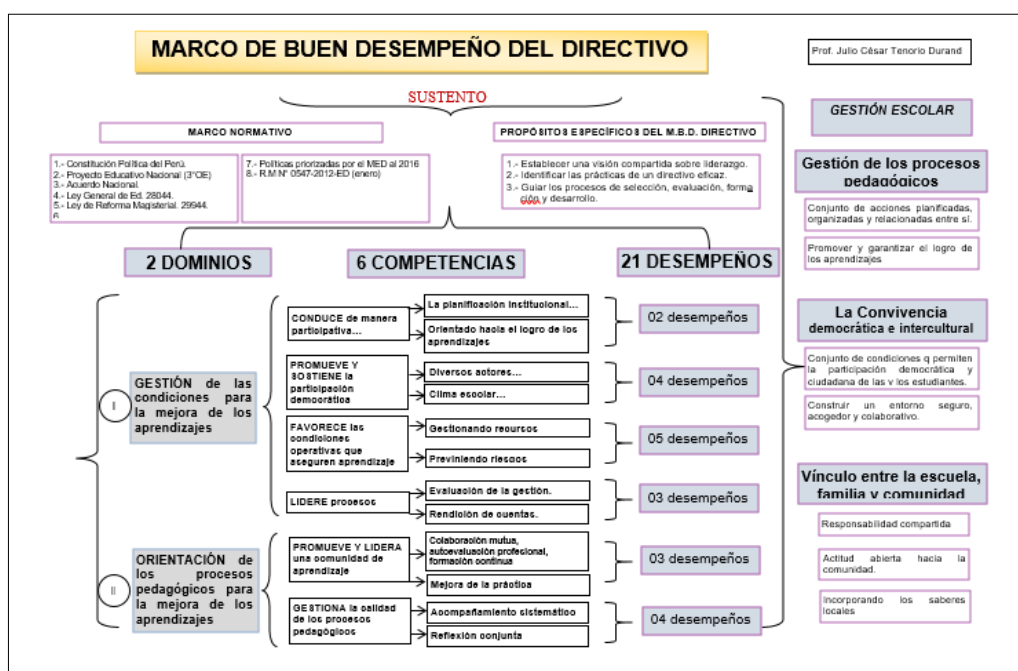 MARCO DE BUEN DESEMPEÑO DEL DIRECTIVO
Prof. Julio César Tenorio Durand
SUSTENTO
MARCO NORMATIVO
1.- Constitución Política del Perú.
2.- Proyecto Educativo Nacional (3°OE)
3.- Acuerdo Nacional.
4.- Ley General de Ed. 28044.
5.- Ley de Reforma Magisterial. 29944.
6
7.- Políticas priorizadas por el MED al 2016
8.- R.M N° 0547-2012-ED (enero)
PROPÓSITOS ESPECÍFICOS DEL M.B.D. DIRECTIVO
1.- Establecer una visión compartida sobre liderazgo.
2.- Identificar las prácticas de un directivo eficaz.
3.- Guiar los procesos de selección, evaluación, forma
ción y desarrollo.
2 DOMINIOS
6 COMPETENCIAS
21 DESEMPEÑOS
I
GESTIÓN de las
condiciones para
la mejora de los
aprendizajes
CONDUCE de manera
participativa...
La planificación institucional...
Orientado hacia el logro de los
aprendizajes
02 desempeños
PROMUEVE Y
SOSTIENE la
participación
democrática
Diversos actores...
Clima escolar...
04 desempeños
FAVORECE las
condiciones
operativas que
aseguren aprendizaje
Gestionando recursos
Previniendo riesgos
05 desempeños
LIDERE procesos
Evaluación de la gestión.
Rendición de cuentas.
03 desempeños
II
ORIENTACIÓN de
los procesos
pedagógicos para
la mejora de los
aprendizajes
PROMUEVE Y LIDERA
una comunidad de
aprendizaje
Colaboración mutua,
autoevaluación profesional,
formación continua
Mejora de la práctica
03 desempeños
GESTIONA la calidad
de los procesos
pedagógicos
Acompañamiento sistemático
Reflexión conjunta
04 desempeños
GESTIÓN ESCOLAR
Gestión de los procesos
pedagógicos
Conjunto de acciones planificadas,
organizadas y relacionadas entre sí.
Promover y garantizar el logro de
los aprendizajes
La Convivencia
democrática e intercultural
Conjunto de condiciones q permiten
la participación democrática y
ciudadana de las y los estudiantes.
Construir un entorno seguro,
acogedor y colaborativo.
Vínculo entre la escuela,
familia y comunidad
Responsabilidad compartida
Actitud abierta hacia la
comunidad.
Incorporando los saberes
locales